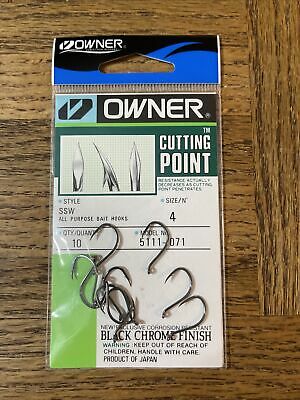 OWNER
OWNER
CUTTING™
POINT
RESISTANCE ACTUALLY
DECREASES AS CUTTING
POINT PENETRATES.
STYLE
SIZE/N°
SSW
ALL PURPOSE BAIT HOOKS
4
QTY/QUANT
MODEL No
10
5111-071
NEW! EXCLUSIVE CORROSION RESISTANT
BLACK CHROME FINISH
WARNING: KEEP OUT OF REACH OF
CHILDREN. HANDLE WITH CARE.
PRODUCT OF JAPAN